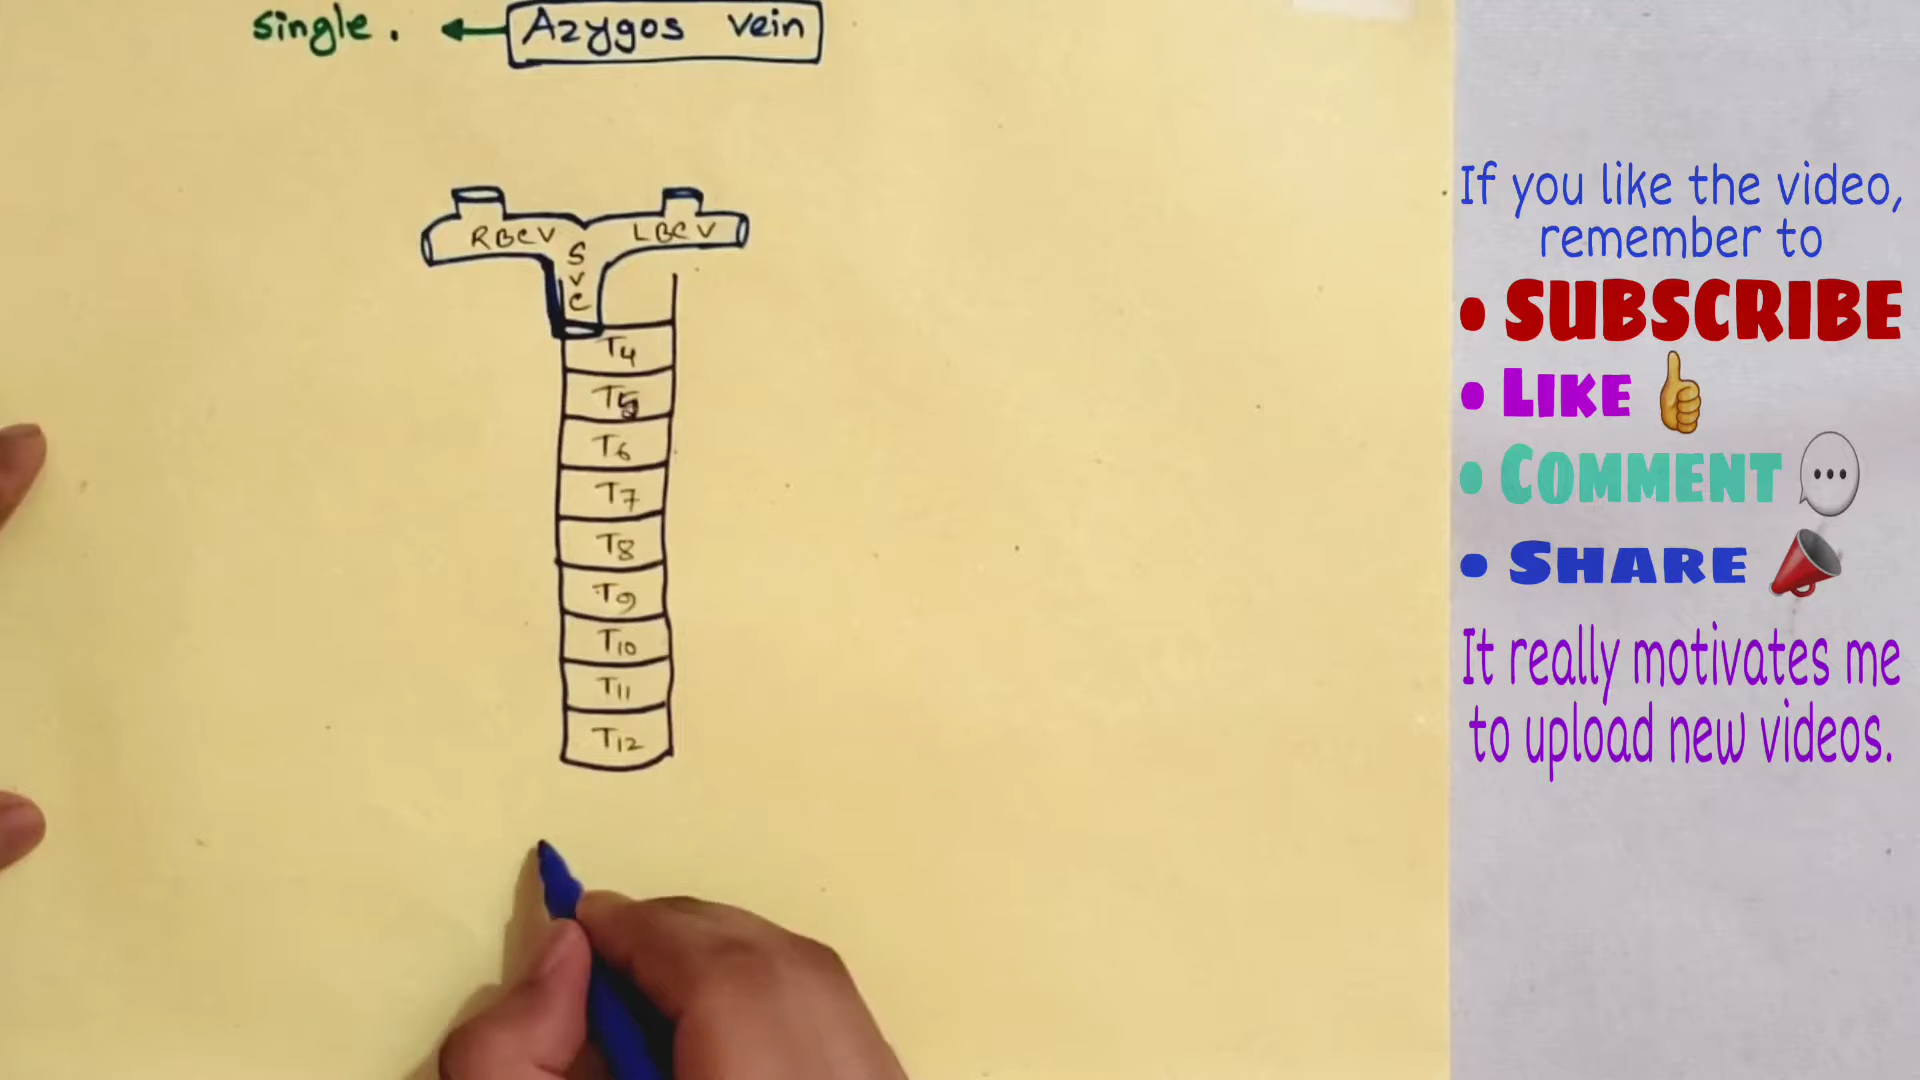 single. ← Azygos vein
RBCV
LBCV
S
V
C
T4
T5
T6
T7
T8
T9
T10
T11
T12
If you like the video,
remember to
• SUBSCRIBE
• LIKE 👍
• COMMENT 💬
• SHARE 📣
It really motivates me
to upload new videos.